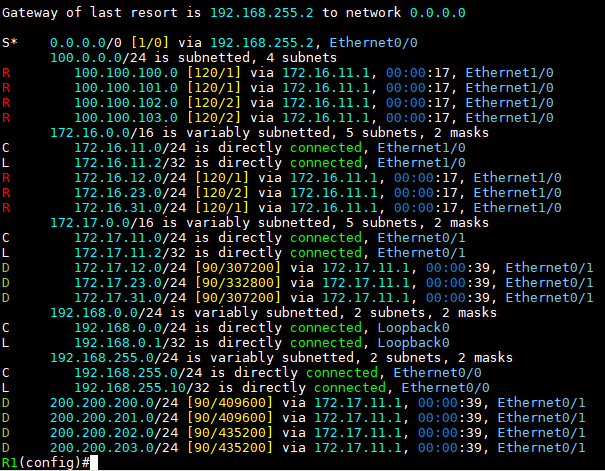 Gateway of last resort is 192.168.255.2 to network 0.0.0.0
S* 0.0.0.0/0 [1/0] via 192.168.255.2, Ethernet0/0
100.0.0.0/24 is subnetted, 4 subnets
R 100.100.100.0 [120/1] via 172.16.11.1, 00:00:17, Ethernet1/0
R 100.100.101.0 [120/1] via 172.16.11.1, 00:00:17, Ethernet1/0
R 100.100.102.0 [120/2] via 172.16.11.1, 00:00:17, Ethernet1/0
R 100.100.103.0 [120/2] via 172.16.11.1, 00:00:17, Ethernet1/0
172.16.0.0/16 is variably subnetted, 5 subnets, 2 masks
C 172.16.11.0/24 is directly connected, Ethernet1/0
L 172.16.11.2/32 is directly connected, Ethernet1/0
R 172.16.12.0/24 [120/1] via 172.16.11.1, 00:00:17, Ethernet1/0
R 172.16.23.0/24 [120/2] via 172.16.11.1, 00:00:17, Ethernet1/0
R 172.16.31.0/24 [120/1] via 172.16.11.1, 00:00:17, Ethernet1/0
172.17.0.0/16 is variably subnetted, 5 subnets, 2 masks
C 172.17.11.0/24 is directly connected, Ethernet0/1
L 172.17.11.2/32 is directly connected, Ethernet0/1
D 172.17.12.0/24 [90/307200] via 172.17.11.1, 00:00:39, Ethernet0/1
D 172.17.23.0/24 [90/332800] via 172.17.11.1, 00:00:39, Ethernet0/1
D 172.17.31.0/24 [90/307200] via 172.17.11.1, 00:00:39, Ethernet0/1
192.168.0.0/24 is variably subnetted, 2 subnets, 2 masks
C 192.168.0.0/24 is directly connected, Loopback0
L 192.168.0.1/32 is directly connected, Loopback0
192.168.255.0/24 is variably subnetted, 2 subnets, 2 masks
C 192.168.255.0/24 is directly connected, Ethernet0/0
L 192.168.255.10/32 is directly connected, Ethernet0/0
D 200.200.200.0/24 [90/409600] via 172.17.11.1, 00:00:39, Ethernet0/1
D 200.200.201.0/24 [90/409600] via 172.17.11.1, 00:00:39, Ethernet0/1
D 200.200.202.0/24 [90/435200] via 172.17.11.1, 00:00:39, Ethernet0/1
D 200.200.203.0/24 [90/435200] via 172.17.11.1, 00:00:39, Ethernet0/1
R1(config)#